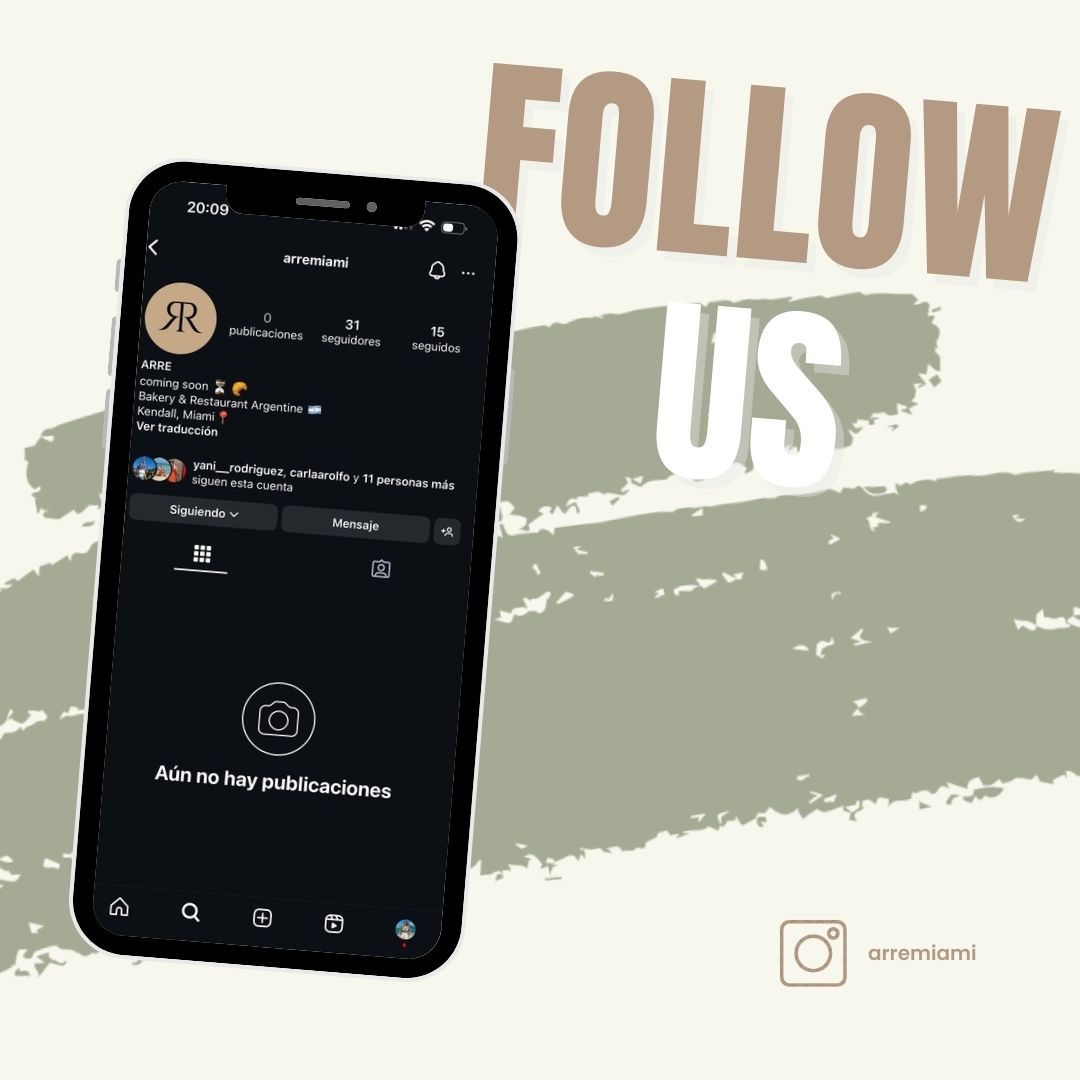 FOLLOW
US
20:09
arremiami
RR
0 31 15
publicaciones seguidores seguidos
ARRE
coming soon ⏳ 🥐
Bakery & Restaurant Argentine 🇦🇷
Kendall, Miami 📍
Ver traducción
yani__rodriguez, carlaarolfo y 11 personas más
siguen esta cuenta
Siguiendo Mensaje
Aún no hay publicaciones
arremiami